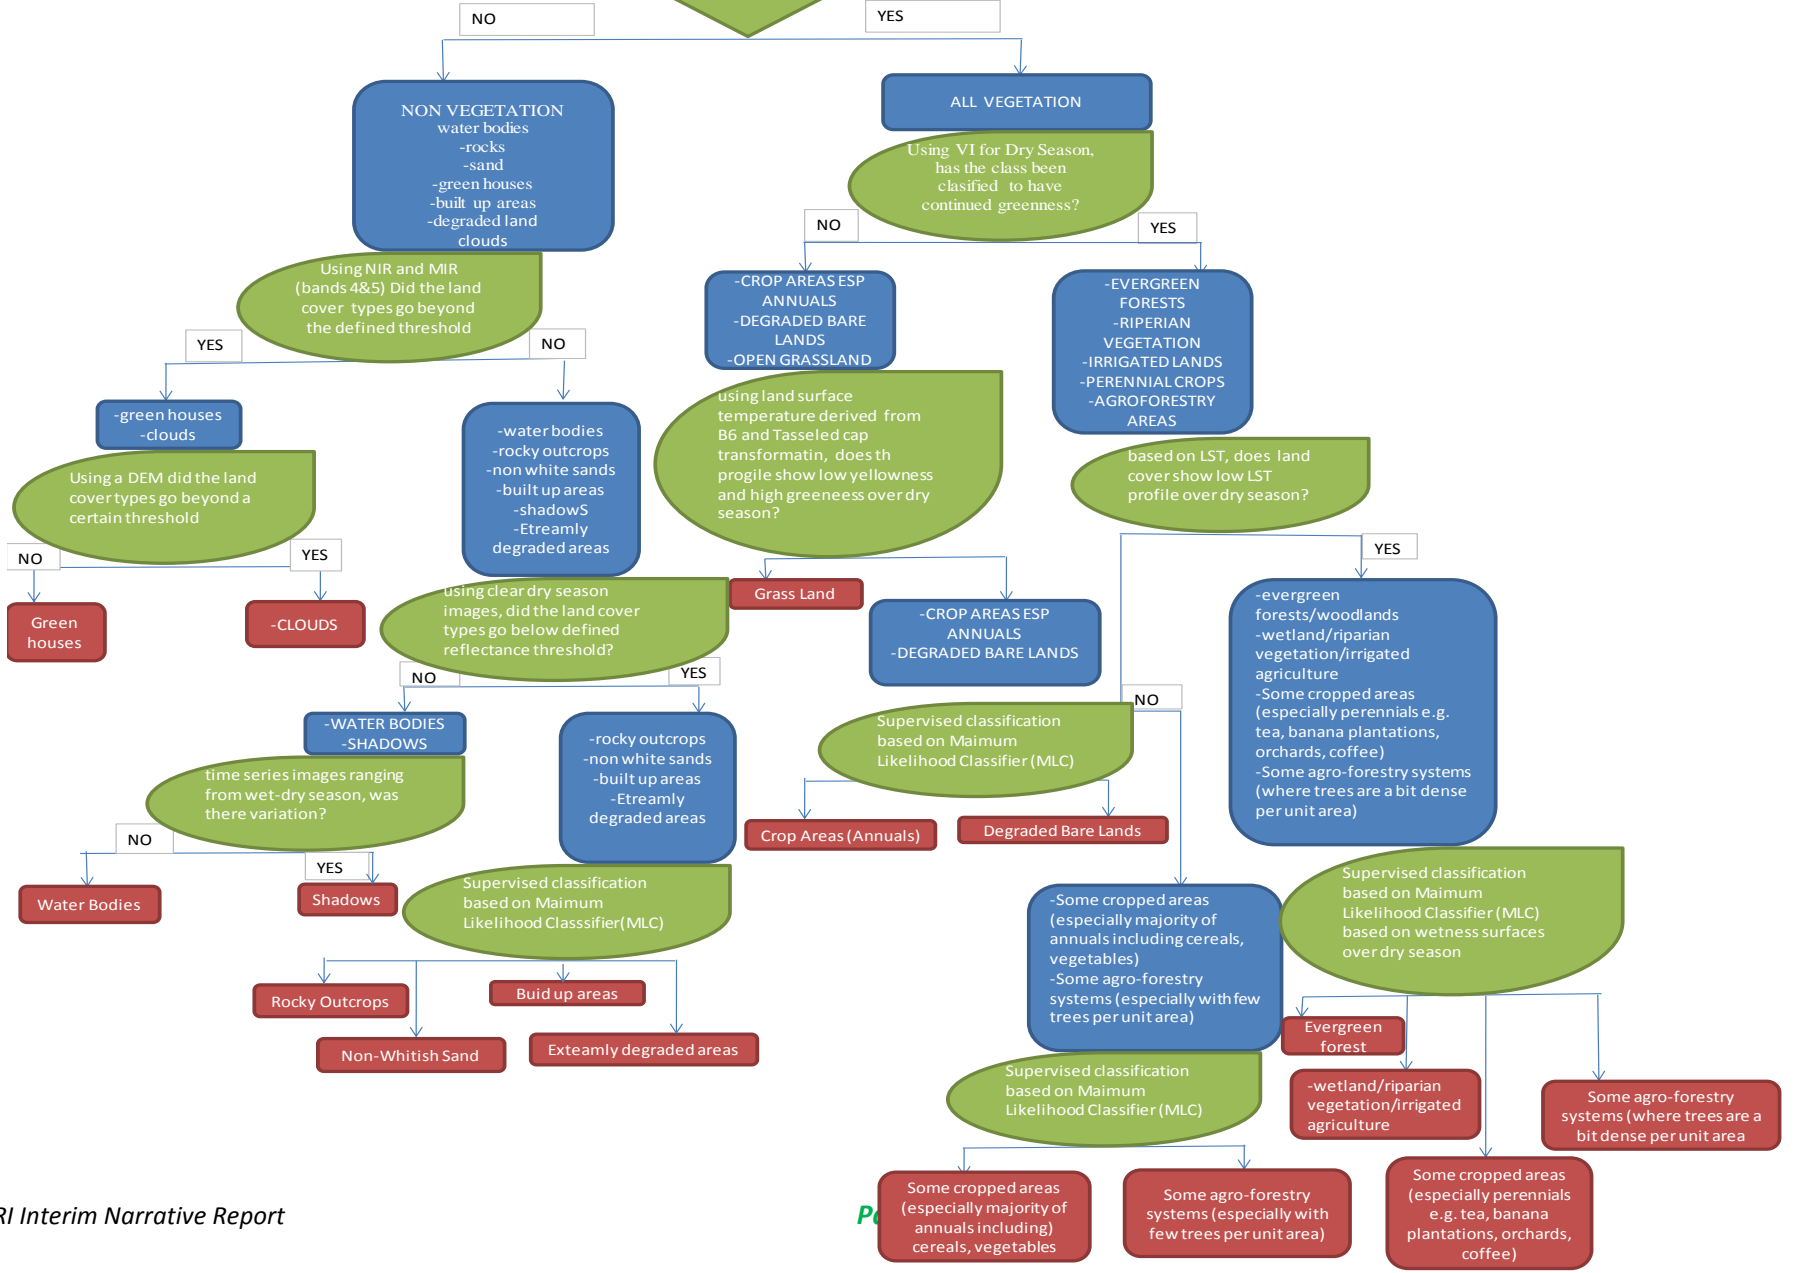 NO
YES
NON VEGETATION
water bodies
-rocks
-sand
-green houses
-built up areas
-degraded land
clouds
ALL VEGETATION
Using VI for Dry Season,
has the class been
clasified to have
continued greenness?
NO
YES
Using NIR and MIR
(bands 4&5) Did the land
cover types go beyond
the defined threshold
YES
NO
-CROP AREAS ESP
ANNUALS
-DEGRADED BARE
LANDS
-OPEN GRASSLAND
-EVERGREEN
FORESTS
-RIPERIAN
VEGETATION
-IRRIGATED LANDS
-PERENNIAL CROPS
-AGROFORESTRY
AREAS
-green houses
-clouds
-water bodies
-rocky outcrops
-non white sands
-built up areas
-shadowS
-Etreamly
degraded areas
using land surface
temperature derived from
B6 and Tasseled cap
transformatin, does th
progile show low yellowness
and high greeneess over dry
season?
based on LST, does land
cover show low LST
profile over dry season?
Using a DEM did the land
cover types go beyond a
certain threshold
NO
YES
YES
Green
houses
-CLOUDS
using clear dry season
images, did the land cover
types go below defined
reflectance threshold?
Grass Land
-CROP AREAS ESP
ANNUALS
-DEGRADED BARE LANDS
-evergreen
forests/woodlands
-wetland/riparian
vegetation/irrigated
agriculture
-Some cropped areas
(especially perennials e.g.
tea, banana plantations,
orchards, coffee)
-Some agro-forestry systems
(where trees are a bit dense
per unit area)
NO
YES
NO
-WATER BODIES
-SHADOWS
-rocky outcrops
-non white sands
-built up areas
-Etreamly
degraded areas
Supervised classification
based on Maimum
Likelihood Classifier (MLC)
time series images ranging
from wet-dry season, was
there variation?
NO
YES
Crop Areas (Annuals)
Degraded Bare Lands
Water Bodies
Shadows
Supervised classification
based on Maimum
Likelihood Classsifier(MLC)
-Some cropped areas
(especially majority of
annuals including cereals,
vegetables)
-Some agro-forestry
systems (especially with few
trees per unit area)
Supervised classification
based on Maimum
Likelihood Classifier (MLC)
based on wetness surfaces
over dry season
Rocky Outcrops
Buid up areas
Non-Whitish Sand
Exteamly degraded areas
Evergreen
forest
-wetland/riparian
vegetation/irrigated
agriculture
Some agro-forestry
systems (where trees are a
bit dense per unit area
Supervised classification
based on Maimum
Likelihood Classifier (MLC)
Some cropped areas
(especially majority of
annuals including)
cereals, vegetables
Some agro-forestry
systems (especially with
few trees per unit area)
Some cropped areas
(especially perennials
e.g. tea, banana
plantations, orchards,
coffee)
RI Interim Narrative Report